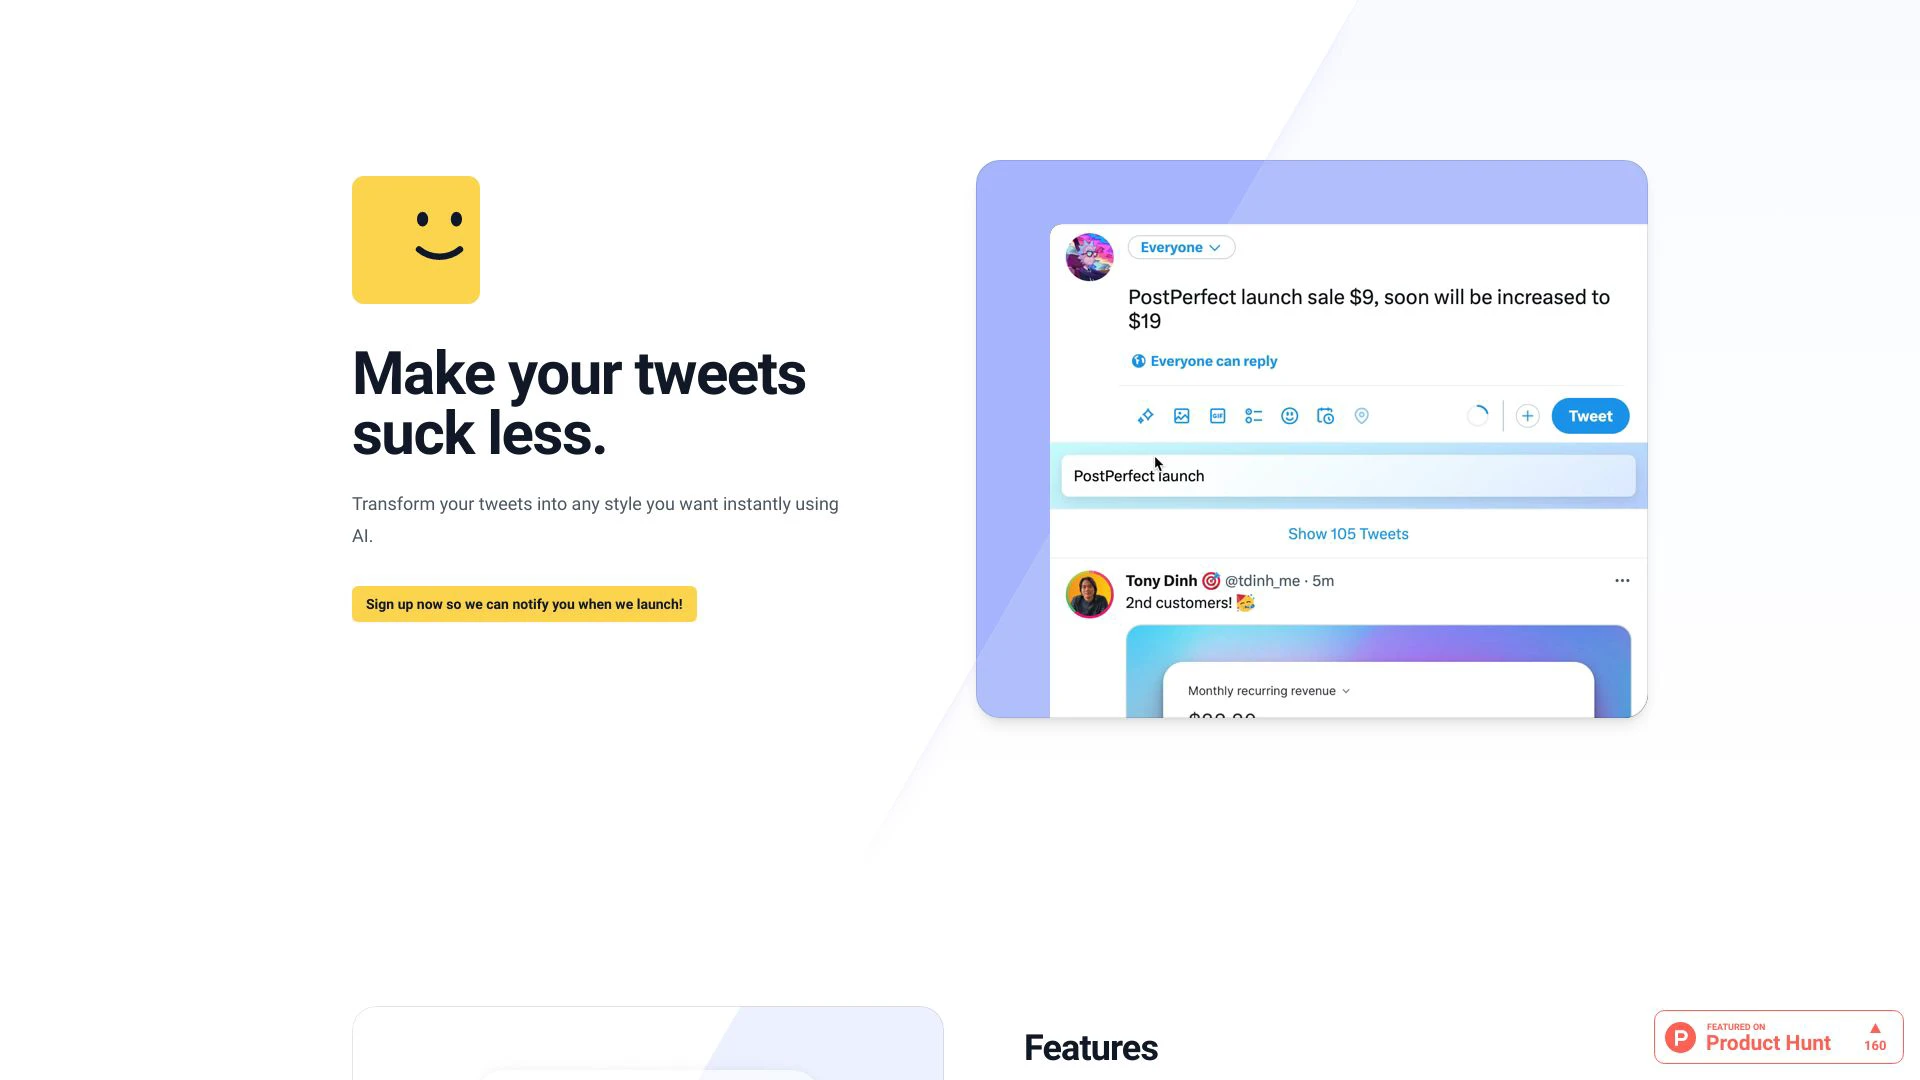 Make your tweets
suck less.
Transform your tweets into any style you want instantly using
AI.
Sign up now so we can notify you when we launch!
Everyone
PostPerfect launch sale $9, soon will be increased to
$19
Everyone can reply
GIF
Tweet
PostPerfect launch
Show 105 Tweets
Tony Dinh 🎯 @tdinh_me · 5m
2nd customers! 🥳
Monthly recurring revenue
Features
FEATURED ON
Product Hunt
160